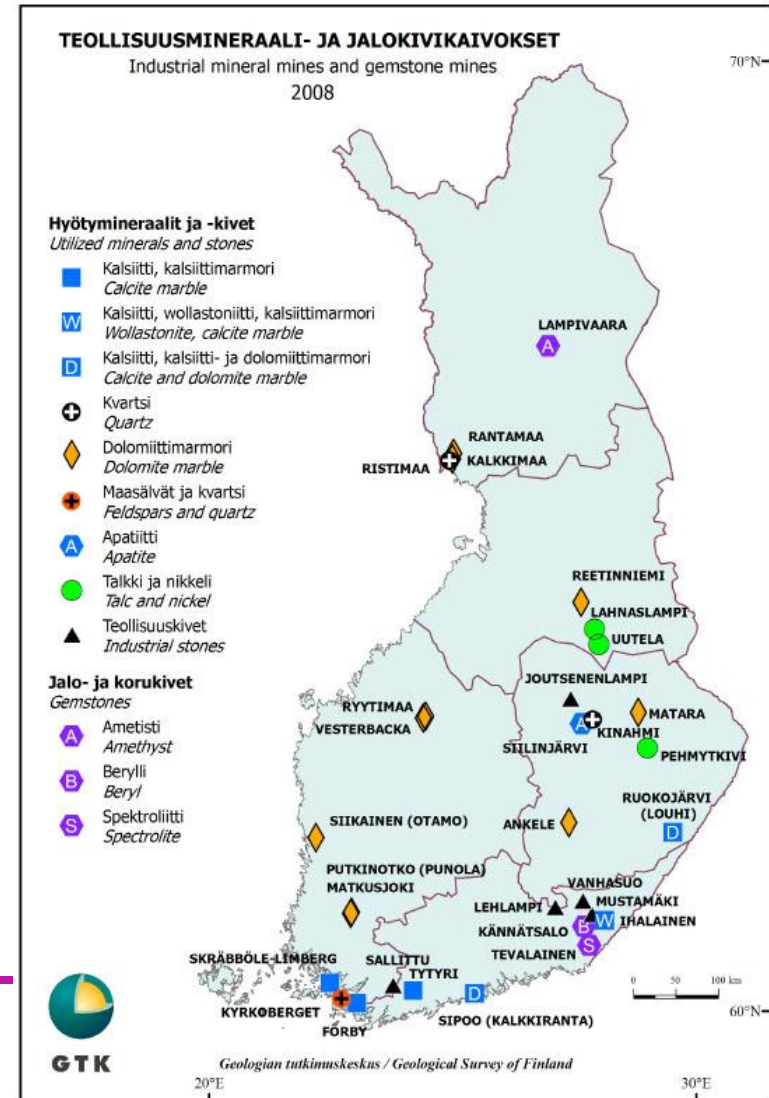 TEOLLISUUSMINERAALI- JA JALOKIVIKAIVOKSET
Industrial mineral mines and gemstone mines
2008
70°N
Hyötymineraalit ja -kivet
Utilized minerals and stones
Kalsiitti, kalsiittimarmori
Calcite marble
W
Kalsiitti, wollastoniitti, kalsiittimarmori
Wollastonite, calcite marble
D
Kalsiitti, kalsiitti- ja dolomiittimarmori
Calcite and dolomite marble
Kvartsi
Quartz
Dolomiittimarmori
Dolomite marble
Maasälvät ja kvartsi
Feldspars and quartz
A
Apatiitti
Apatite
Talkki ja nikkeli
Talc and nickel
Teollisuuskivet
Industrial stones
Jalo- ja korukivet
Gemstones
A
Ametisti
Amethyst
B
Berylli
Beryl
S
Spektroliitti
Spectrolite
LAMPIVAARA
A
RANTAMAA
RISTIMAA
KALKKIMAA
REETINNIEMI
LAHNASLAMPI
UUTELA
JOUTSENENLAMPI
RYYTIMAA
VESTERBACKA
MATARA
A
KINAHMI
SIILINJÄRVI
PEHMYTKIVI
RUOKOJÄRVI
(LOUHI)
D
SIIKAINEN (OTAMO)
ANKELE
PUTKINOTKO (PUNOLA)
MATKUSJOKI
VANHASUO
LEHLAMPI
MUSTAMÄKI
W
IHALAINEN
KÄNNÄTSALO
B
TEVALAINEN
S
SKRÄBBÖLE-LIMBERG
SALLITTU
TYTYRI
D
KYRKOBERGET
FÖRBY
SIPOO (KALKKIRANTA)
0 50 100 km
60°N
GTK
Geologian tutkimuskeskus / Geological Survey of Finland
20°E
30°E